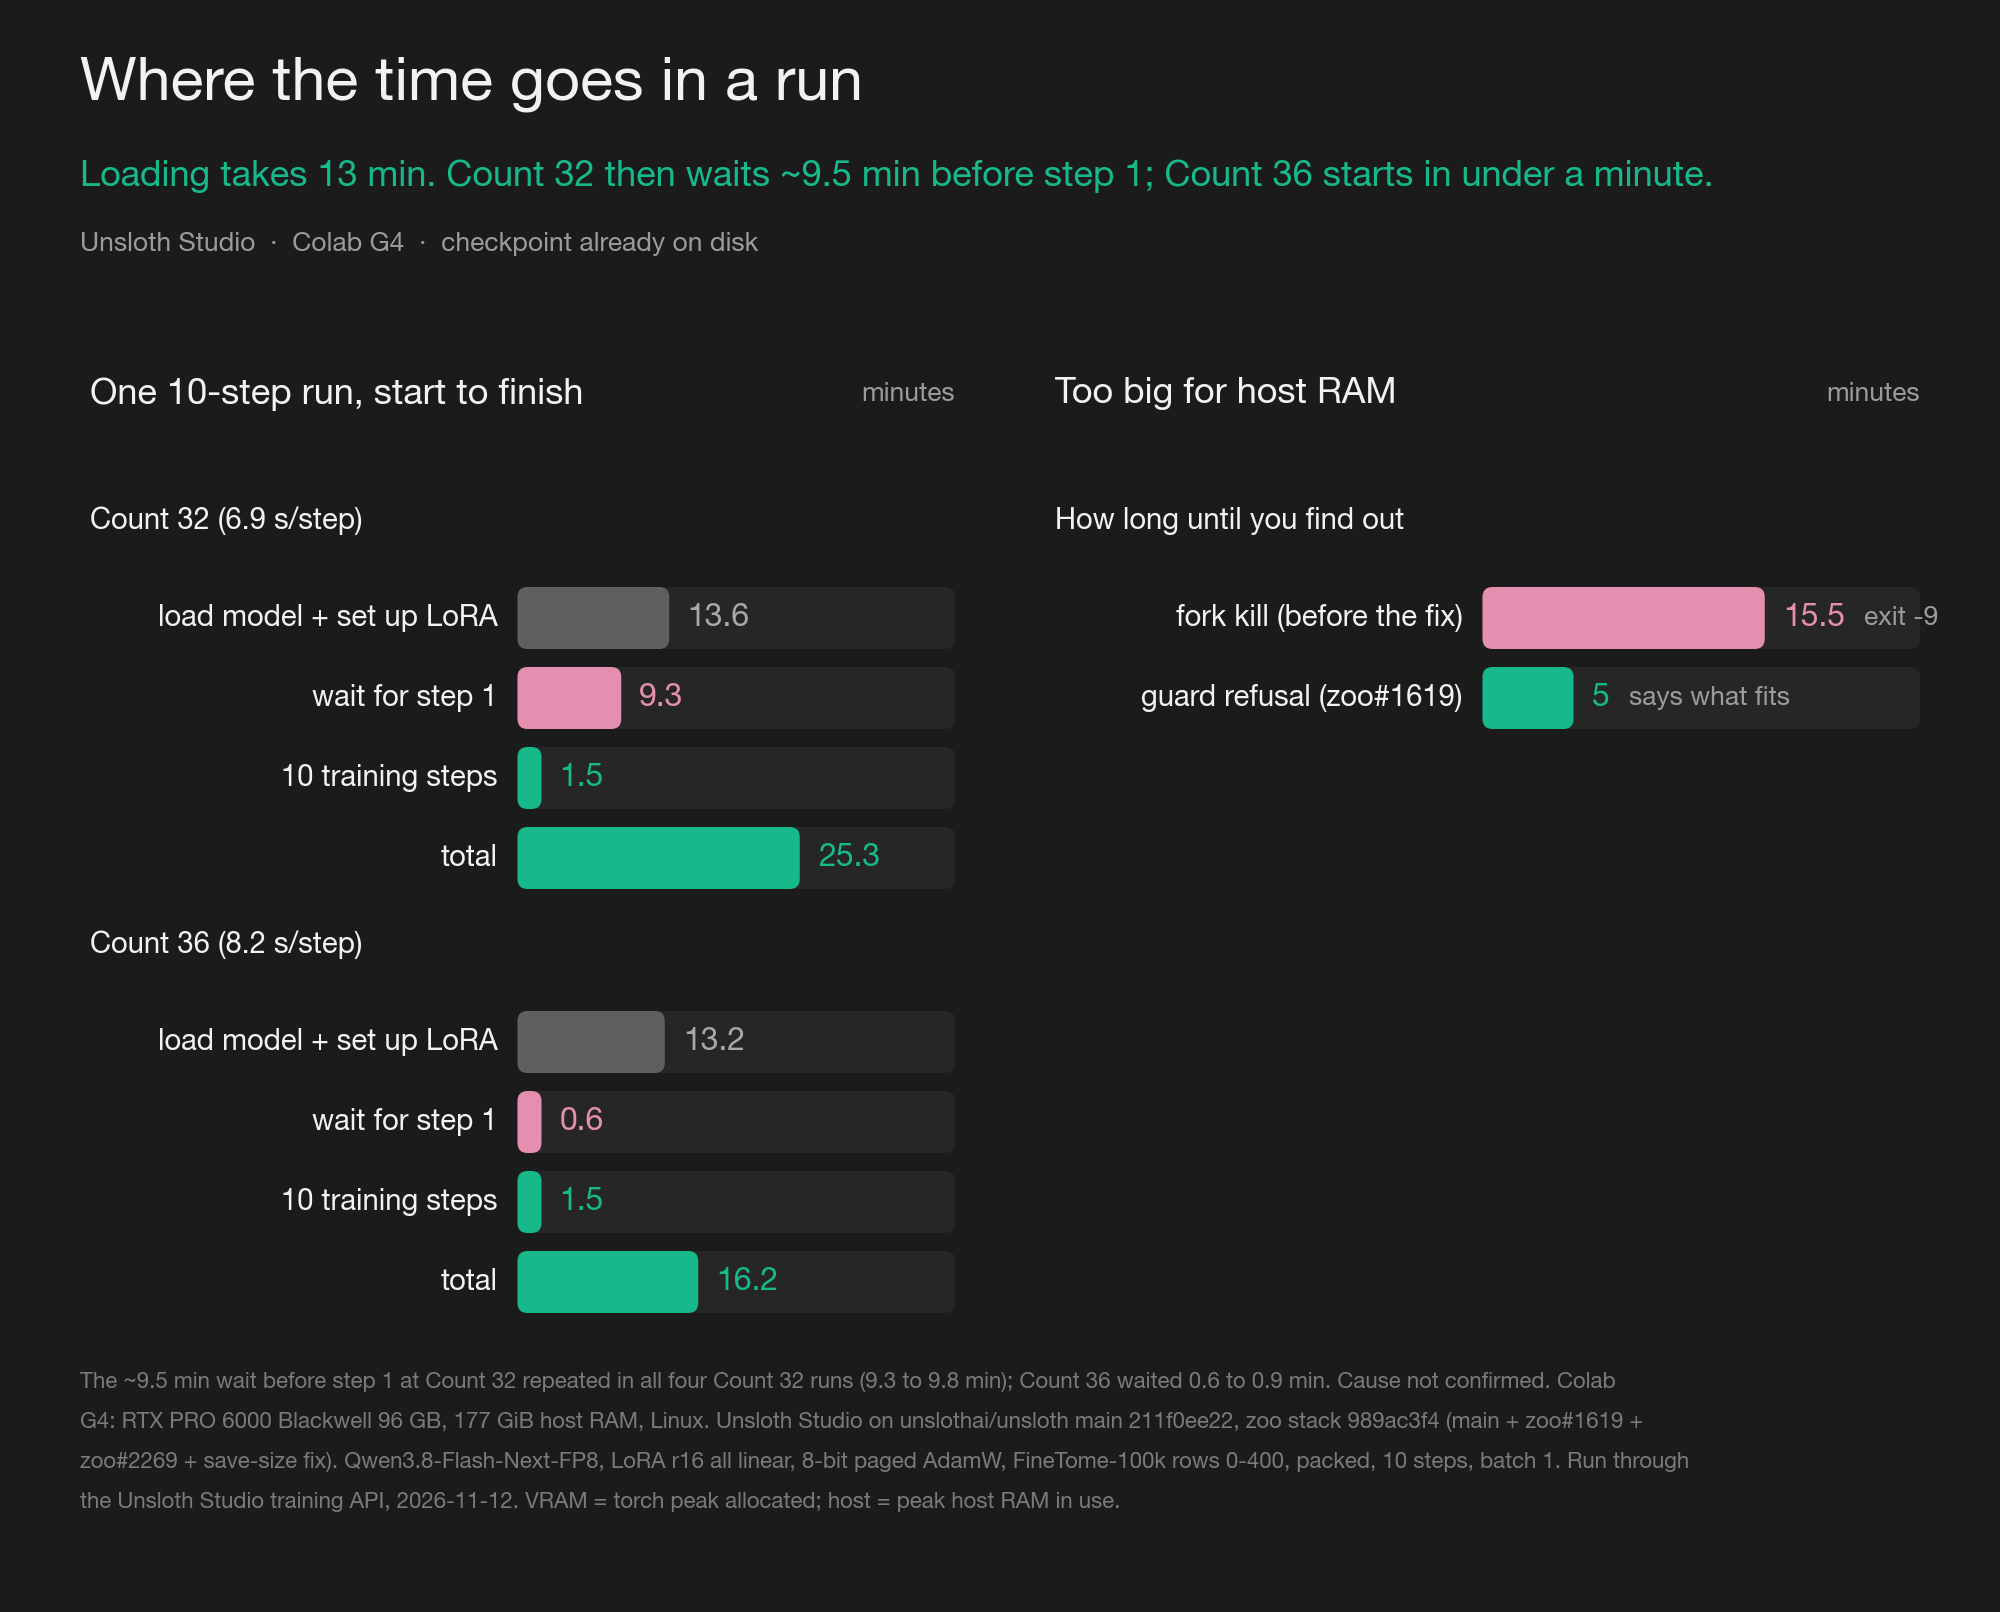 Where the time goes in a run
Loading takes 13 min. Count 32 then waits ~9.5 min before step 1; Count 36 starts in under a minute.
Unsloth Studio · Colab G4 · checkpoint already on disk
One 10-step run, start to finish
minutes
Count 32 (6.9 s/step)
load model + set up LoRA 13.6
wait for step 1 9.3
10 training steps 1.5
total 25.3
Count 36 (8.2 s/step)
load model + set up LoRA 13.2
wait for step 1 0.6
10 training steps 1.5
total 16.2
Too big for host RAM
minutes
How long until you find out
fork kill (before the fix) 15.5 exit -9
guard refusal (zoo#1619) 5 says what fits
The ~9.5 min wait before step 1 at Count 32 repeated in all four Count 32 runs (9.3 to 9.8 min); Count 36 waited 0.6 to 0.9 min. Cause not confirmed. Colab
G4: RTX PRO 6000 Blackwell 96 GB, 177 GiB host RAM, Linux. Unsloth Studio on unslothai/unsloth main 211f0ee22, zoo stack 989ac3f4 (main + zoo#1619 +
zoo#2269 + save-size fix). Qwen3.8-Flash-Next-FP8, LoRA r16 all linear, 8-bit paged AdamW, FineTome-100k rows 0-400, packed, 10 steps, batch 1. Run through
the Unsloth Studio training API, 2026-11-12. VRAM = torch peak allocated; host = peak host RAM in use.